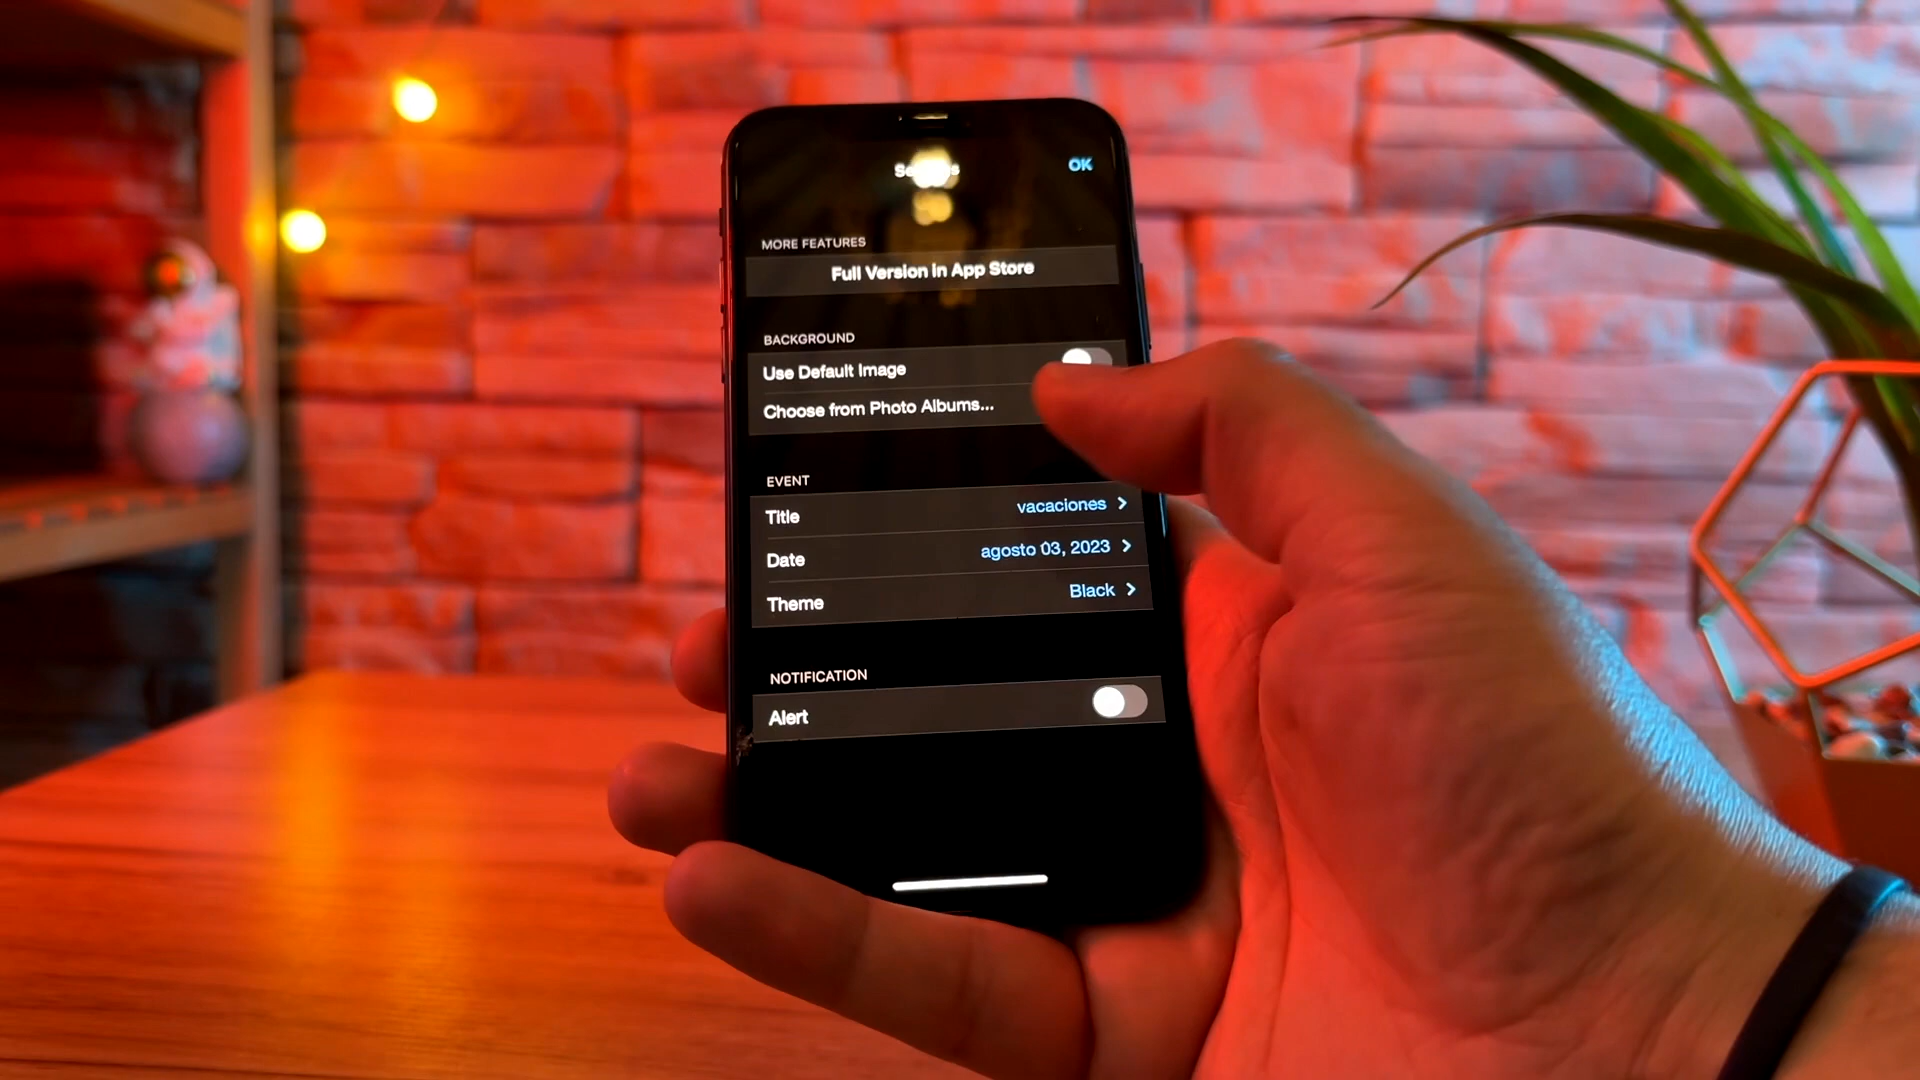 OK
MORE FEATURES
Full Version in App Store
BACKGROUND
Use Default Image
Choose from Photo Albums...
EVENT
Title vacaciones
Date agosto 03, 2023
Theme Black
NOTIFICATION
Alert